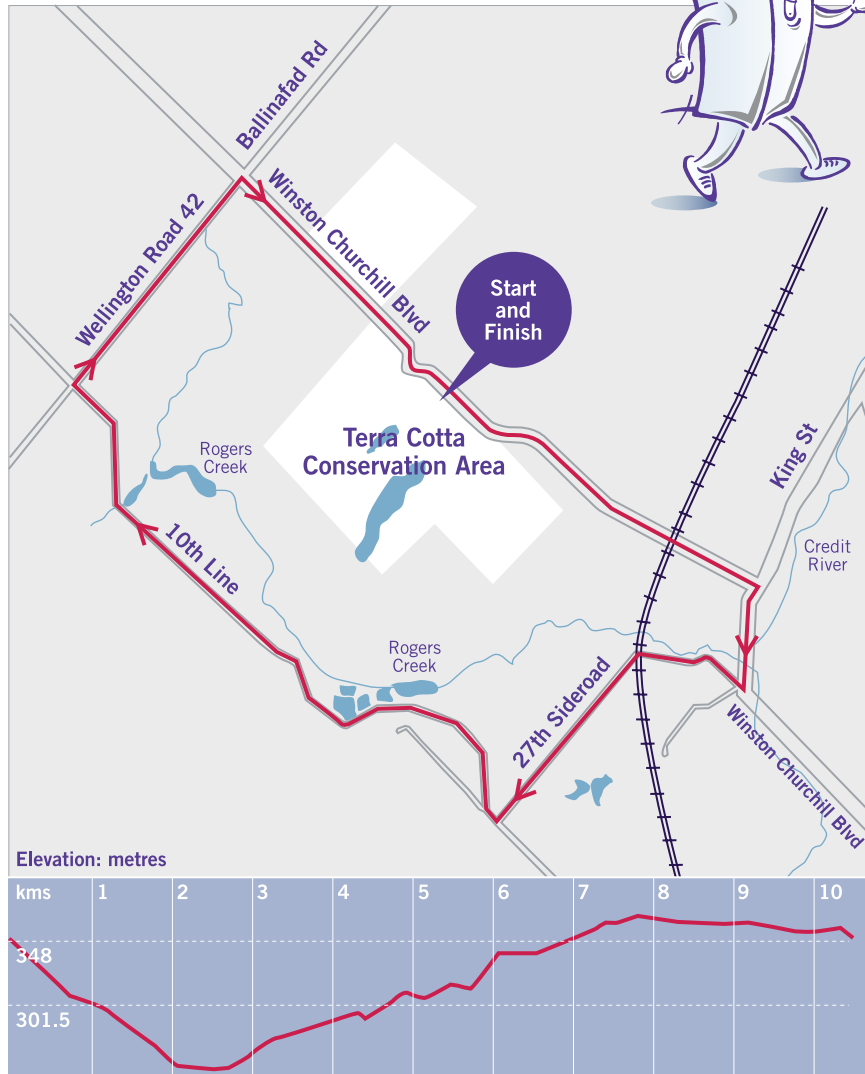 Ballinafad Rd
Wellington Road 42
Winston Churchill Blvd
Start
and
Finish
Terra Cotta
Conservation Area
King St
Rogers
Creek
Credit
River
10th Line
Rogers
Creek
27th Sideroad
Winston Churchill Blvd
Elevation: metres
kms 1 2 3 4 5 6 7 8 9 10
348
301.5